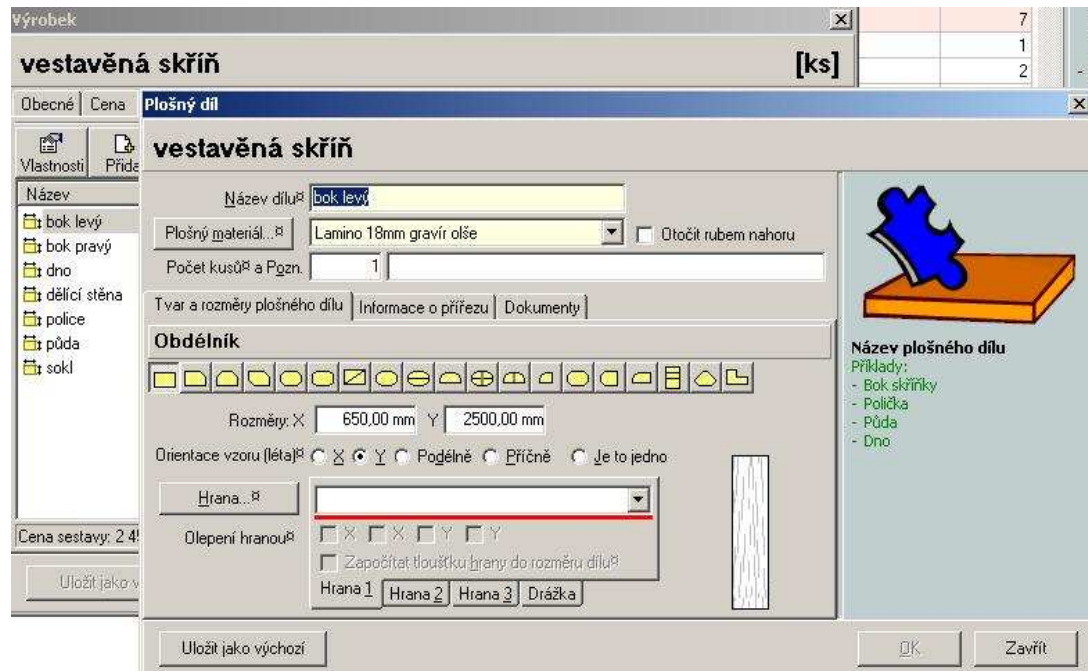 Výrobek
7
vestavěná skříň [ks]
1
2
Obecné Cena
Plošný díl
vestavěná skříň
Vlastnosti
Název
bok levý
bok pravý
dno
dělící stěna
police
půda
sokl
Cena sestavy: 2
Uložit jako
Název dílu¤ bok levý
Plošný materiál...¤ Lamino 18mm gravír olše Otočit rubem nahoru
Počet kusů¤ a Pozn. 1
Tvar a rozměry plošného dílu Informace o přířezu Dokumenty
Obdélník
Rozměry: X 650,00 mm Y 2500,00 mm
Orientace vzoru (léta)¤ X Y Podélně Příčně Je to jedno
Hrana...¤
Olepení hranou¤ X X Y Y
Započítat tloušťku hrany do rozměru dílu¤
Hrana 1 Hrana 2 Hrana 3 Drážka
Název plošného dílu
Příklady:
- Bok skříňky
- Polička
- Půda
- Dno
Uložit jako výchozí OK Zavřít